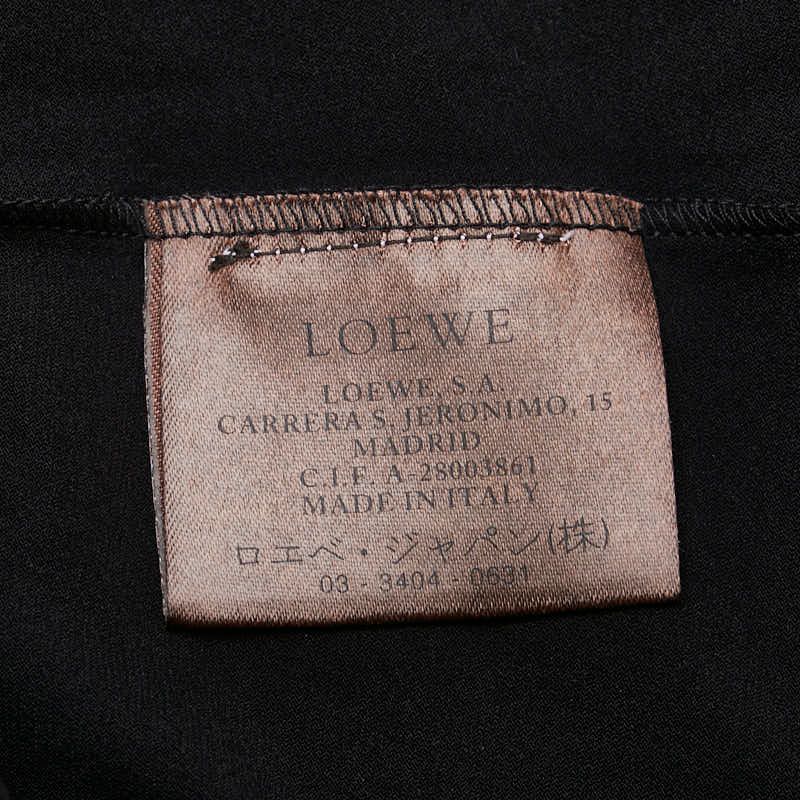 LOEWE
LOEWE, S.A.
CARRERA S. JERONIMO, 15
MADRID
C.I.F. A-28003861
MADE IN ITALY
ロエベ・ジャパン(株)
03 - 3404 - 0631